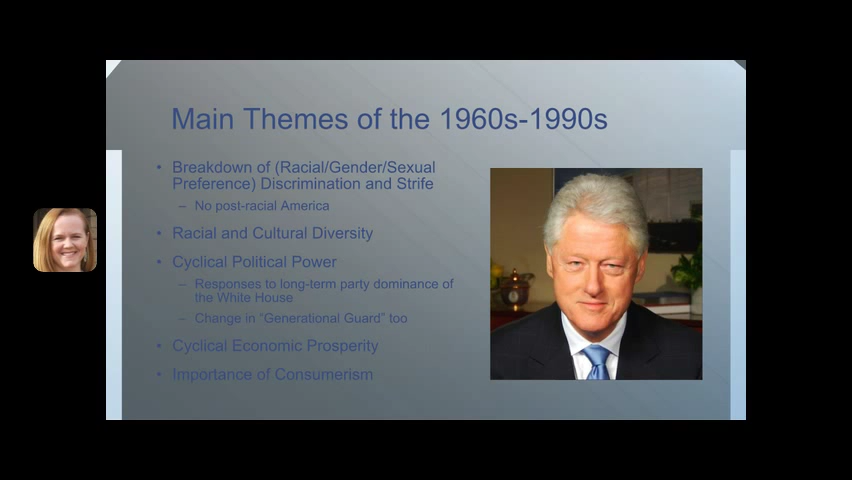 Main Themes of the 1960s-1990s
• Breakdown of (Racial/Gender/Sexual
Preference) Discrimination and Strife
– No post-racial America
• Racial and Cultural Diversity
• Cyclical Political Power
– Responses to long-term party dominance of
the White House
– Change in “Generational Guard” too
• Cyclical Economic Prosperity
• Importance of Consumerism